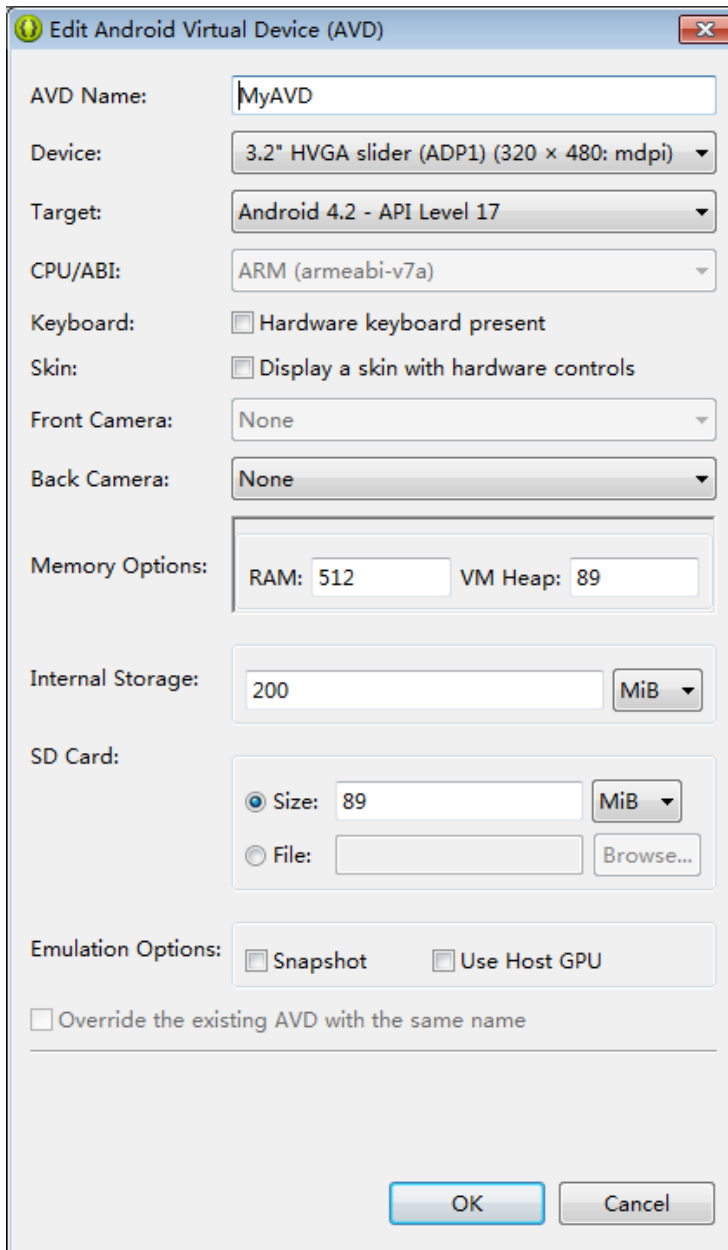 Edit Android Virtual Device (AVD)
AVD Name: MyAVD
Device: 3.2" HVGA slider (ADP1) (320 × 480: mdpi)
Target: Android 4.2 - API Level 17
CPU/ABI: ARM (armeabi-v7a)
Keyboard: Hardware keyboard present
Skin: Display a skin with hardware controls
Front Camera: None
Back Camera: None
Memory Options: RAM: 512 VM Heap: 89
Internal Storage: 200 MiB
SD Card:
Size: 89 MiB
File: Browse...
Emulation Options: Snapshot Use Host GPU
Override the existing AVD with the same name
OK Cancel